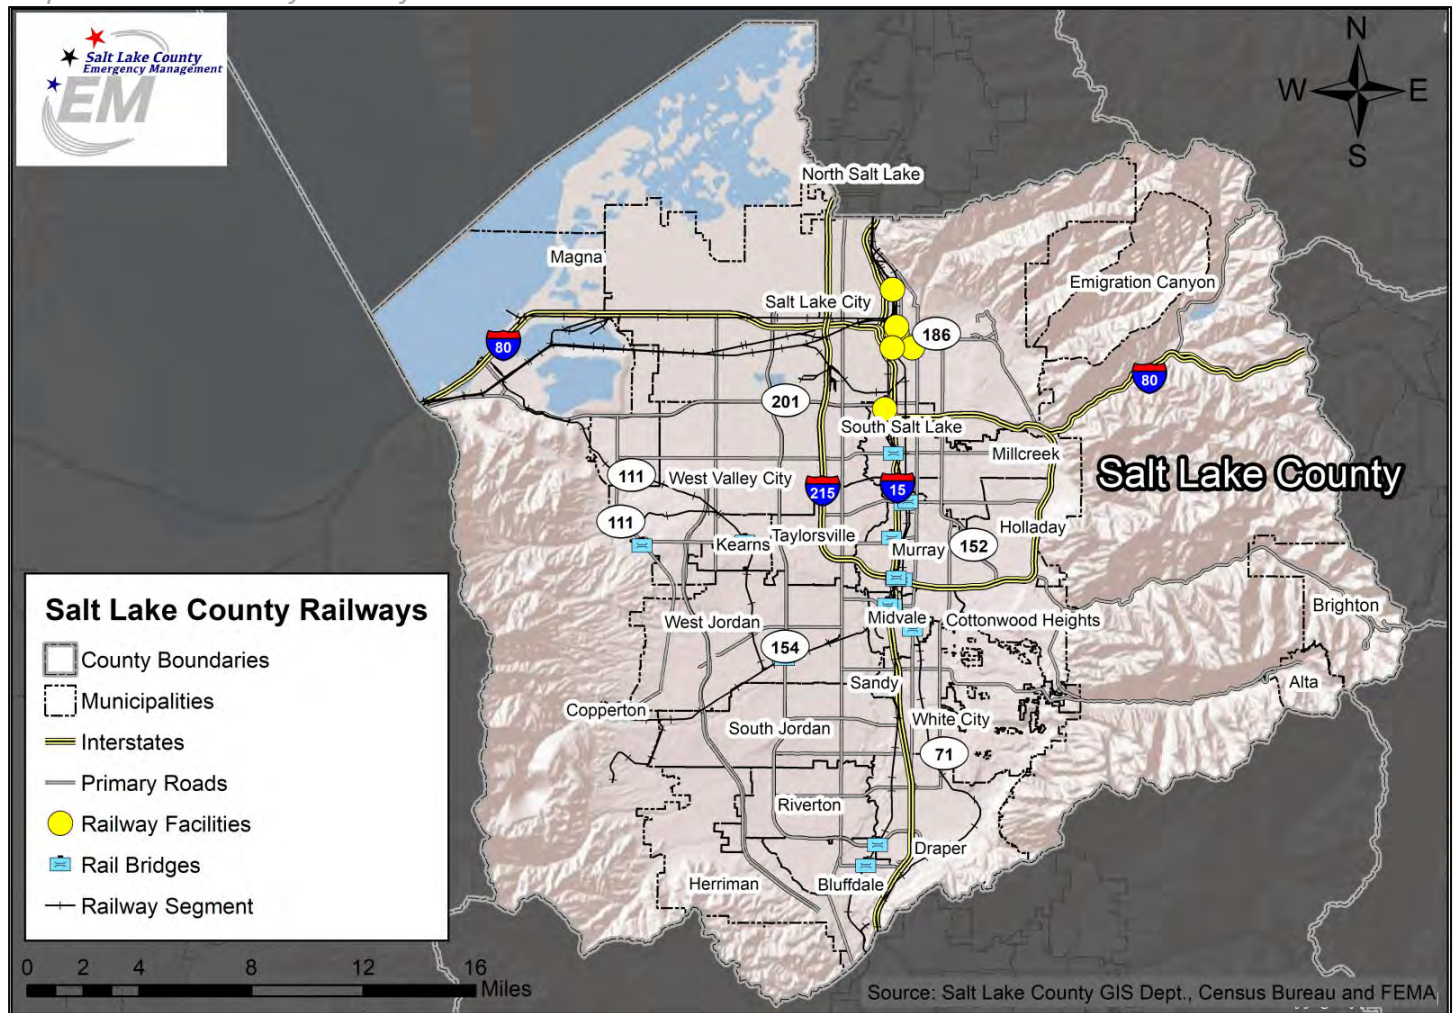 Salt Lake County
Emergency Management
EM
N
W E
S
North Salt Lake
Magna
Emigration Canyon
Salt Lake City
186
80
80
201
South Salt Lake
Millcreek
111
West Valley City
Salt Lake County
215
15
111
Holladay
Taylorsville
Kearns
Murray
152
Brighton
West Jordan
Midvale
Cottonwood Heights
154
Sandy
Alta
Copperton
White City
South Jordan
71
Riverton
Draper
Herriman
Bluffdale
Salt Lake County Railways
County Boundaries
Municipalities
Interstates
Primary Roads
Railway Facilities
Rail Bridges
Railway Segment
0 2 4 8 12 16
Miles
Source: Salt Lake County GIS Dept., Census Bureau and FEMA